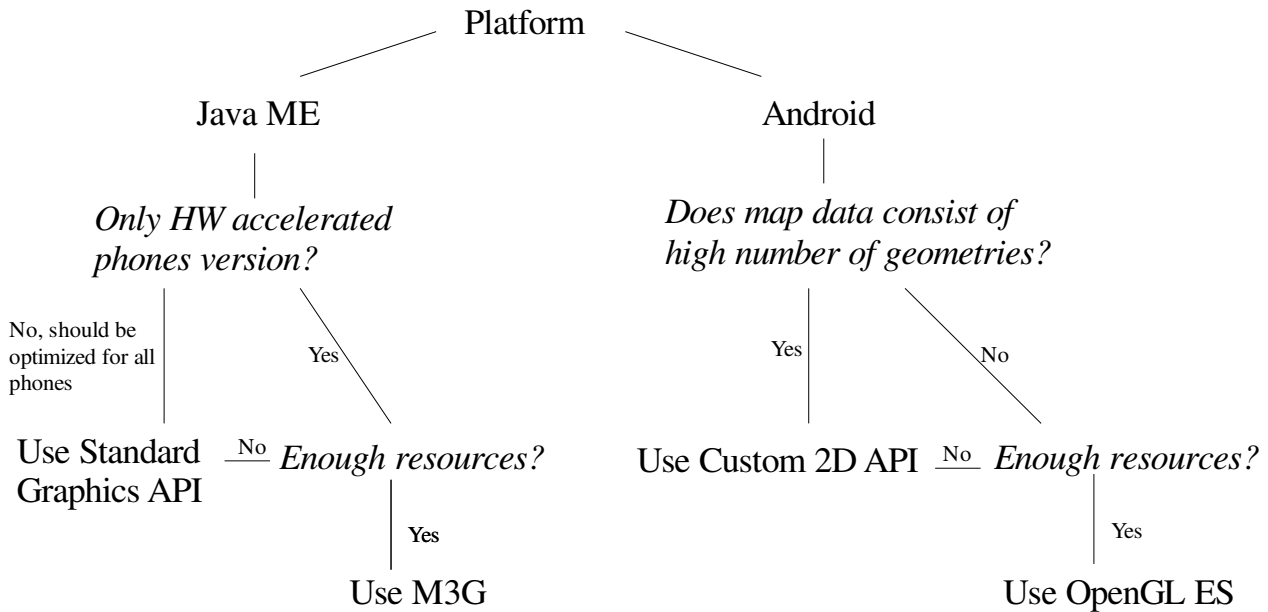 Platform
Java ME
Android
Only HW accelerated
phones version?
Does map data consist of
high number of geometries?
No, should be
optimized for all
phones
Yes
Yes
No
Use Standard
Graphics API
No
Enough resources?
Use Custom 2D API
No
Enough resources?
Yes
Yes
Use M3G
Use OpenGL ES